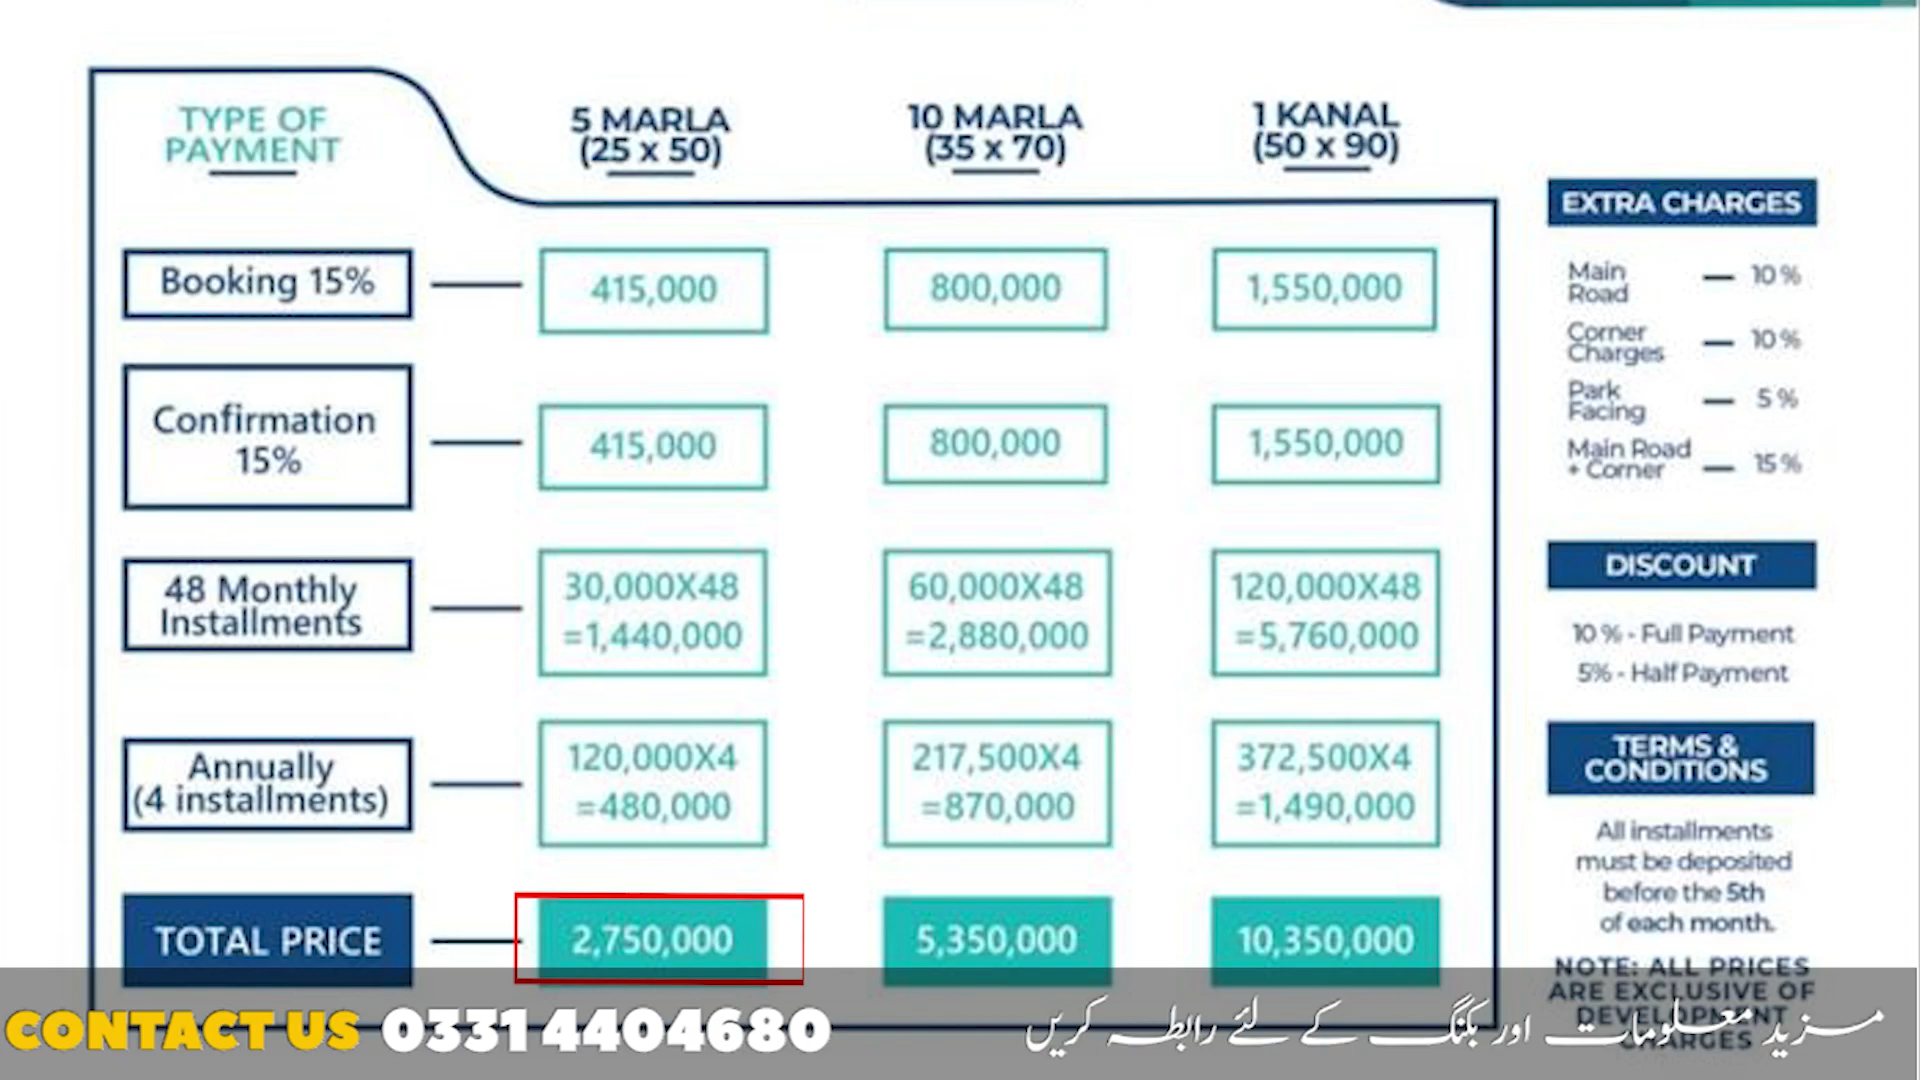 TYPE OF
PAYMENT
5 MARLA
(25 x 50)
10 MARLA
(35 x 70)
1 KANAL
(50 x 90)
Booking 15%
415,000
800,000
1,550,000
Confirmation
15%
415,000
800,000
1,550,000
48 Monthly
Installments
30,000X48
=1,440,000
60,000X48
=2,880,000
120,000X48
=5,760,000
Annually
(4 installments)
120,000X4
=480,000
217,500X4
=870,000
372,500X4
=1,490,000
TOTAL PRICE
2,750,000
5,350,000
10,350,000
EXTRA CHARGES
Main
Road
10 %
Corner
Charges
10 %
Park
Facing
5 %
Main Road
+ Corner
15 %
DISCOUNT
10 % - Full Payment
5% - Half Payment
TERMS &
CONDITIONS
All installments
must be deposited
before the 5th
of each month.
NOTE: ALL PRICES
ARE EXCLUSIVE OF
DEVELOPMENT
CHARGES
CONTACT US 0331 4404680
مزید معلومات اور بکنگ کے لئے رابطہ کریں